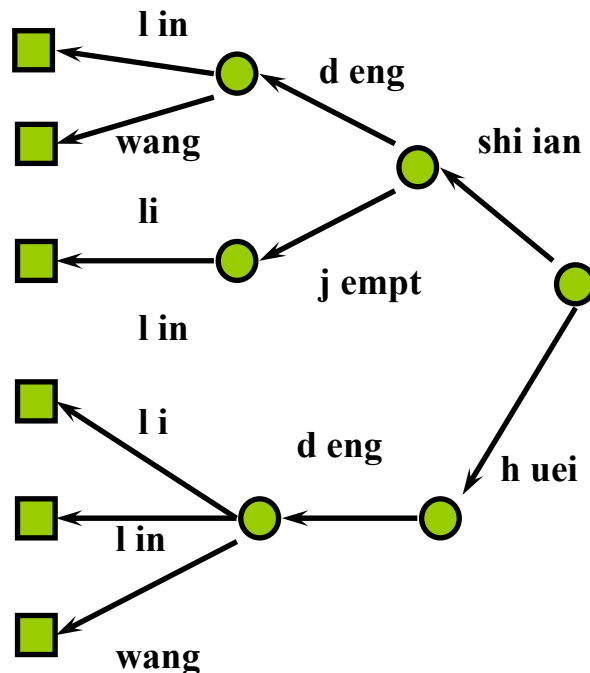 l in
d eng
wang
shi ian
li
j empt
l in
l i
d eng
h uei
l in
wang